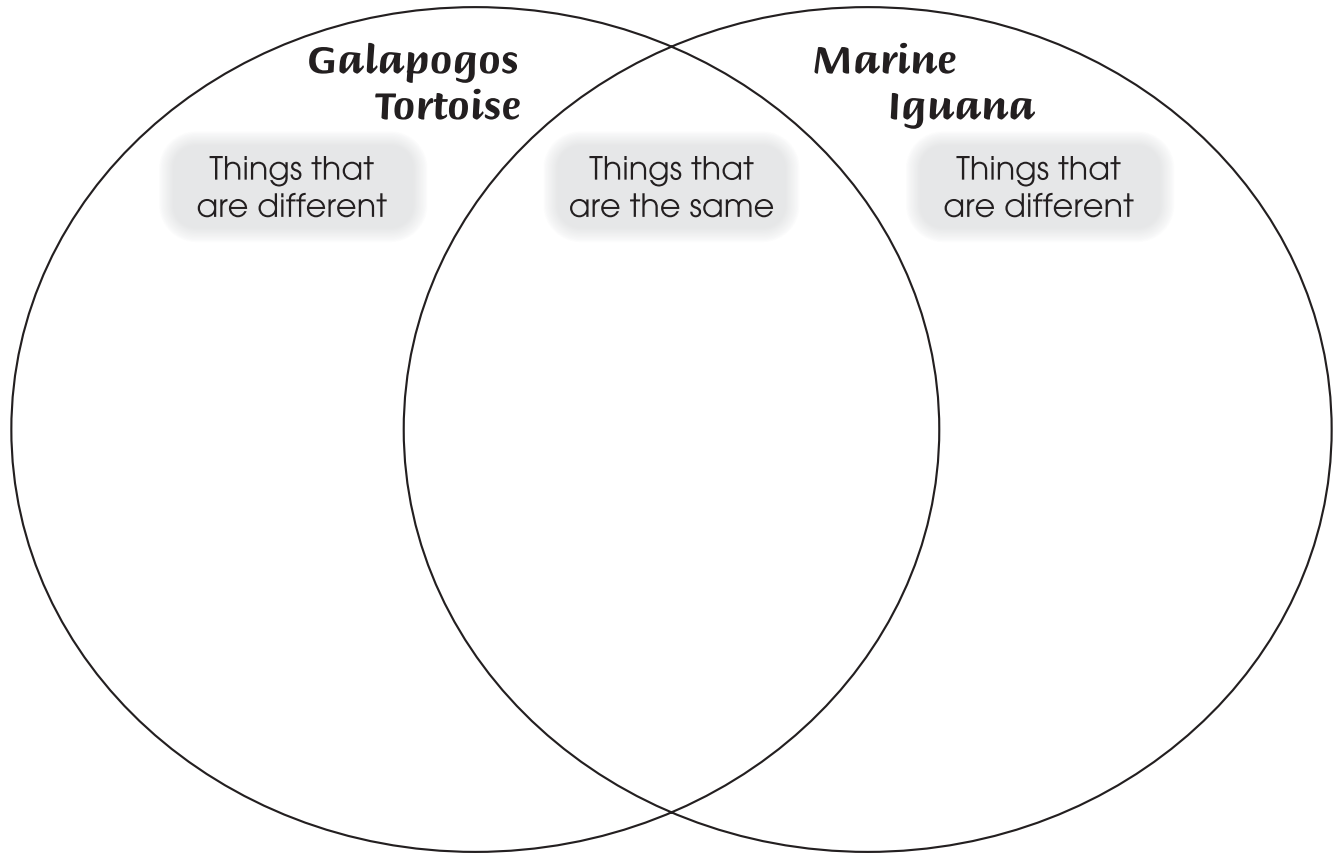 Galapogos
Tortoise
Things that
are different
Things that
are the same
Marine
Iguana
Things that
are different